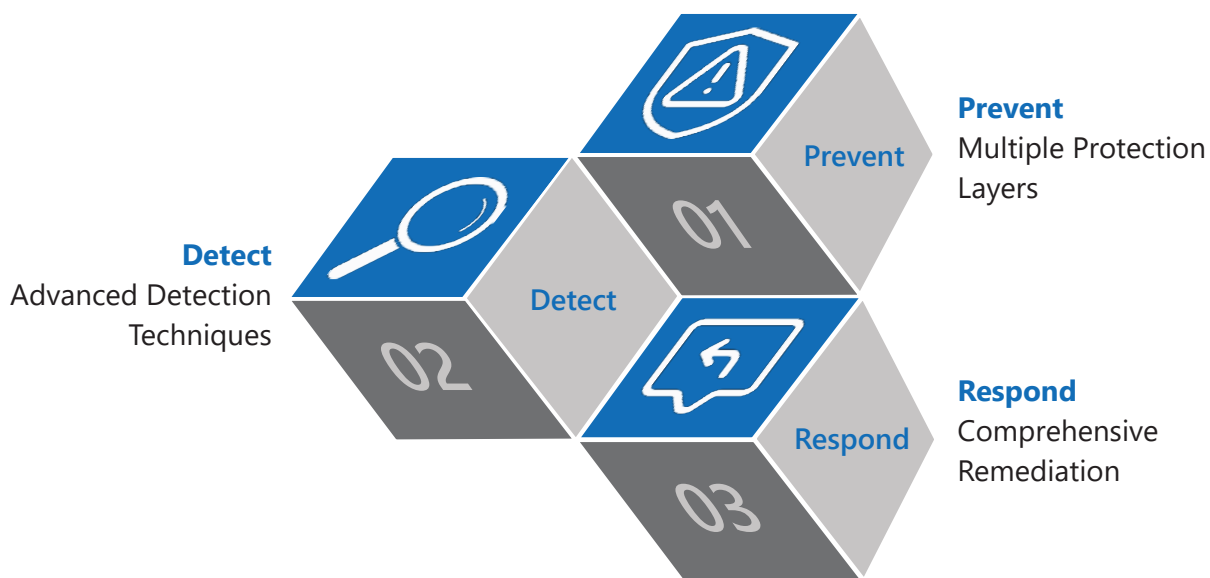 Prevent
Multiple Protection
Layers
Prevent
01
Detect
Advanced Detection
Techniques
Detect
02
Respond
Comprehensive
Remediation
Respond
03